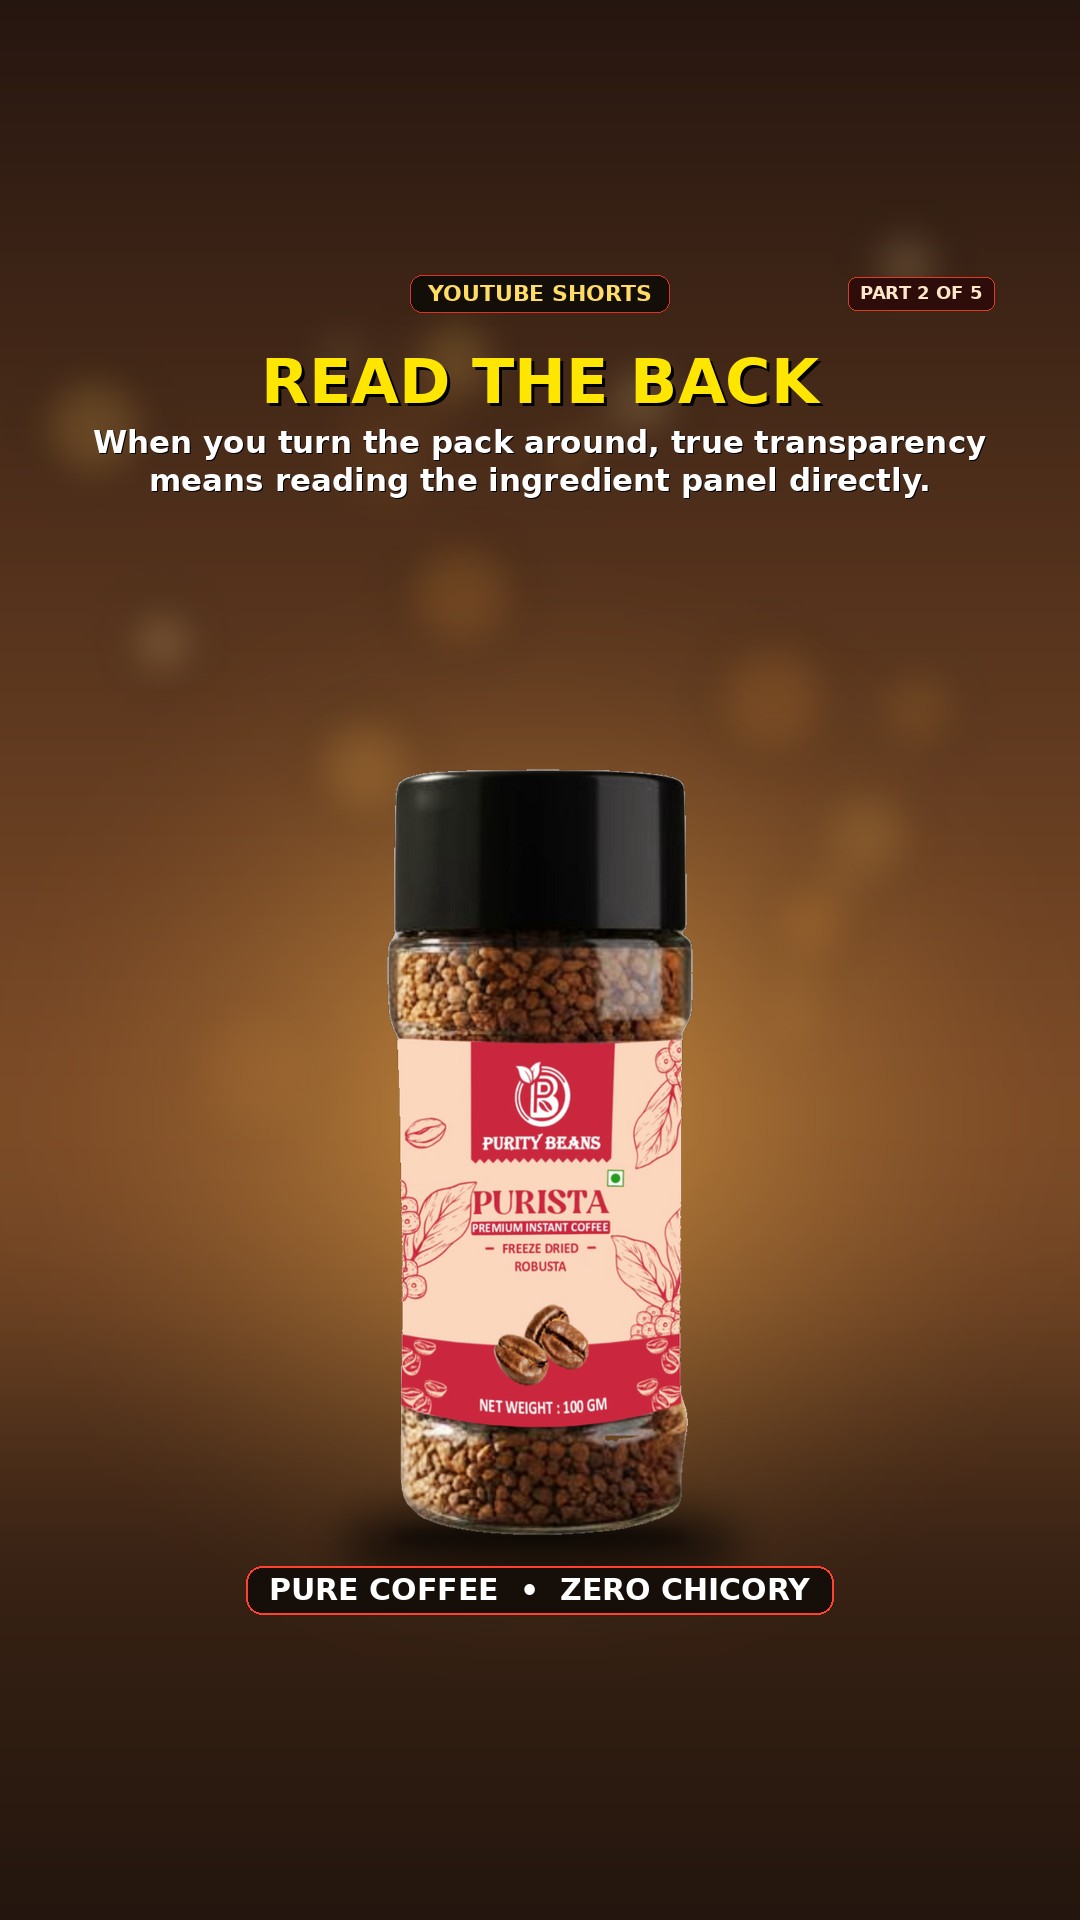 YOUTUBE SHORTS
PART 2 OF 5
READ THE BACK
When you turn the pack around, true transparency
means reading the ingredient panel directly.
PURITY BEANS
PURISTA
PREMIUM INSTANT COFFEE
– FREEZE DRIED –
ROBUSTA
NET WEIGHT : 100 GM
PURE COFFEE • ZERO CHICORY